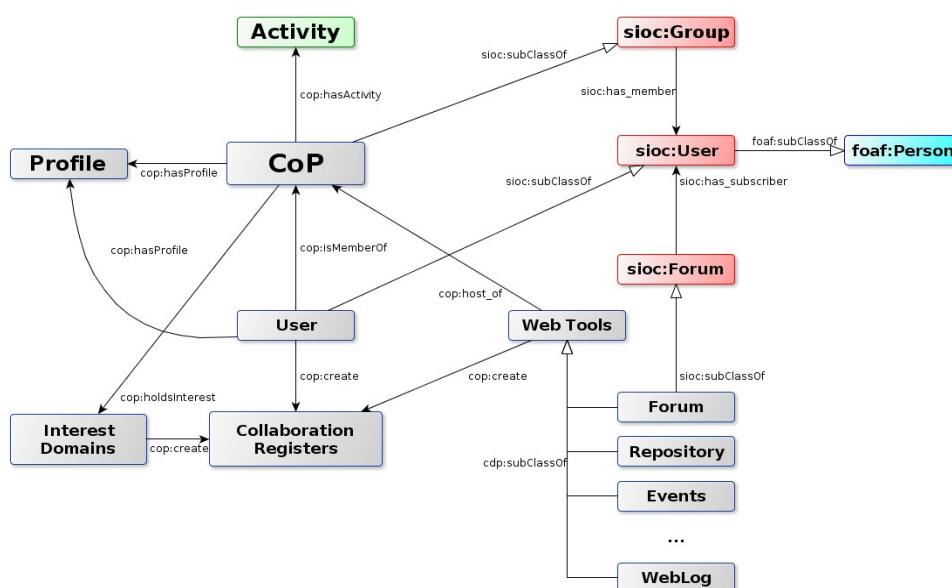 Activity
sioc:Group
sioc:subClassOf
cop:hasActivity
sioc:has_member
Profile
CoP
sioc:User
foaf:subClassOf
foaf:Person
cop:hasProfile
sioc:subClassOf
sioc:has_subscriber
cop:hasProfile
cop:isMemberOf
sioc:Forum
cop:host_of
User
Web Tools
cop:create
cop:create
sioc:subClassOf
cop:holdsInterest
Forum
Interest
Domains
cop:create
Collaboration
Registers
Repository
cdp:subClassOf
Events
...
WebLog